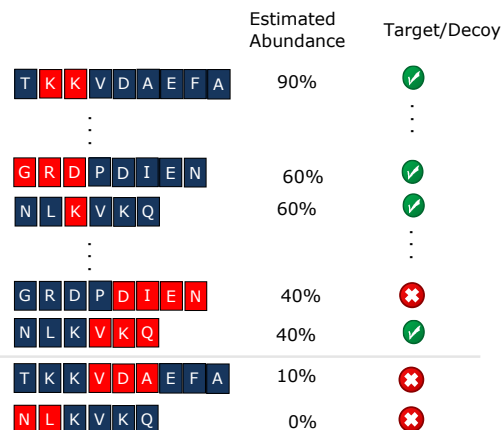 Estimated
Abundance
Target/Decoy
T K K V D A E F A 90%
G R D P D I E N 60%
N L K V K Q 60%
G R D P D I E N 40%
N L K V K Q 40%
T K K V D A E F A 10%
N L K V K Q 0%